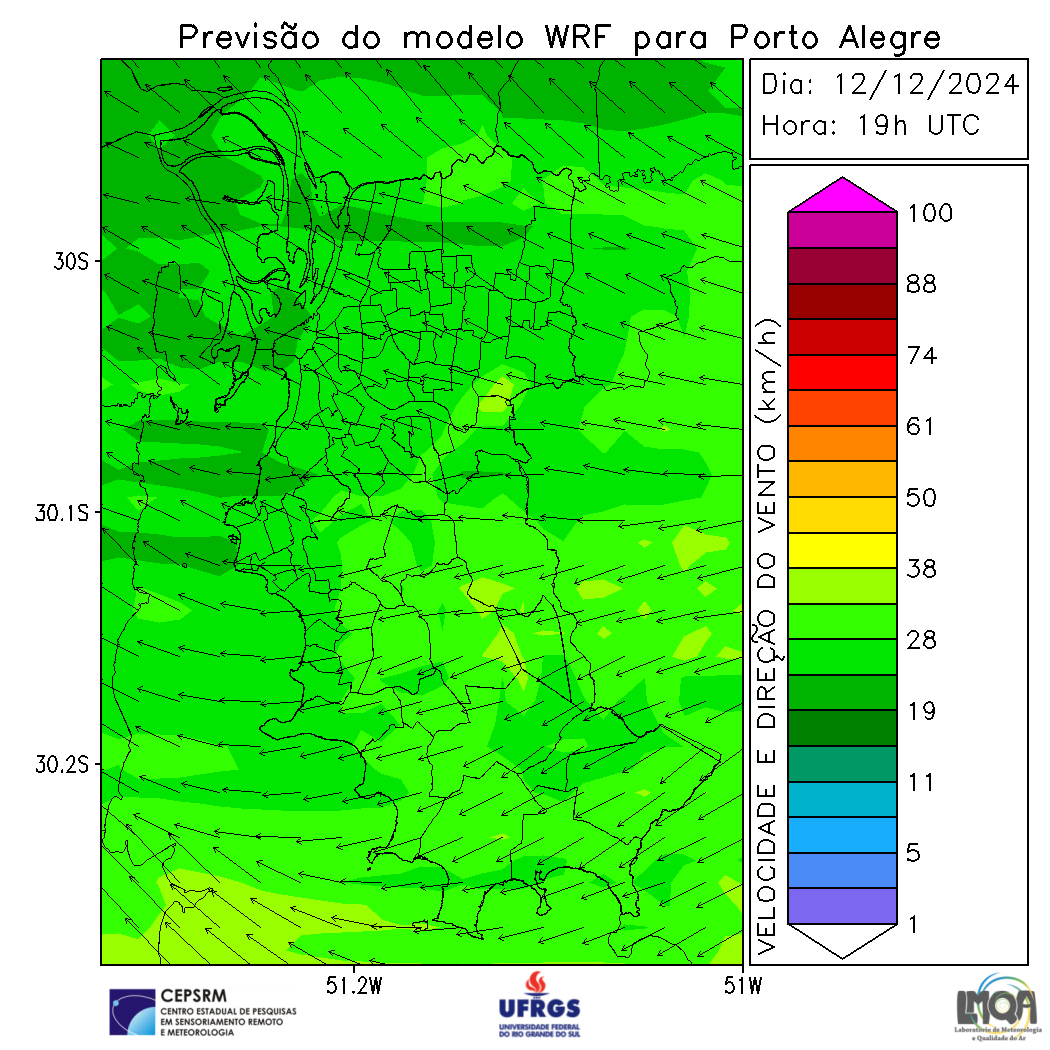 Previsão do modelo WRF para Porto Alegre
Dia: 12/12/2024
Hora: 19h UTC
VELOCIDADE E DIREÇÃO DO VENTO (km/h)
100
88
74
61
50
38
28
19
11
5
1
30S
30.1S
30.2S
51.2W
51W
CEPSRM
CENTRO ESTADUAL DE PESQUISAS
EM SENSORIAMENTO REMOTO
E METEOROLOGIA
UFRGS
UNIVERSIDADE FEDERAL
DO RIO GRANDE DO SUL
LMQA
Laboratório de Meteorologia
e Qualidade do Ar